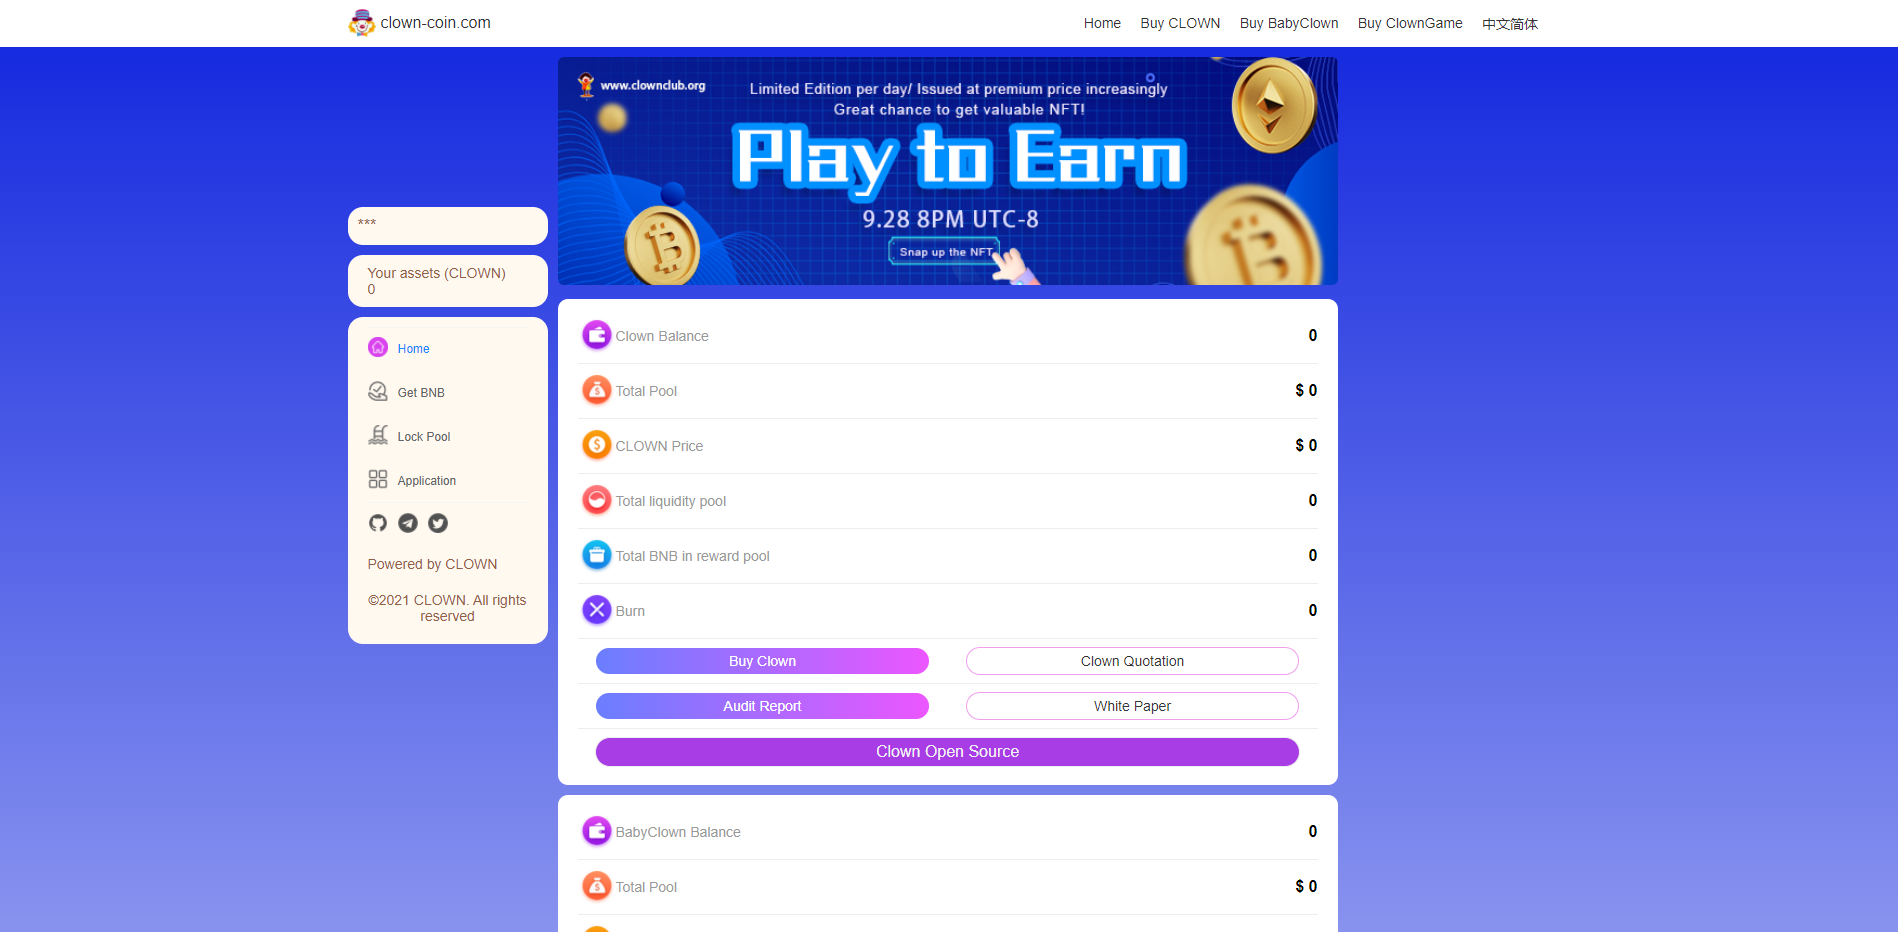 clown-coin.com
Home
Buy CLOWN
Buy BabyClown
Buy ClownGame
中文简体
www.clownclub.org
Limited Edition per day/ Issued at premium price increasingly
Great chance to get valuable NFT!
Play to Earn
9.28 8PM UTC-8
Snap up the NFT
***
Your assets (CLOWN)
0
Home
Get BNB
Lock Pool
Application
Powered by CLOWN
©2021 CLOWN. All rights
reserved
Clown Balance
0
Total Pool
$ 0
CLOWN Price
$ 0
Total liquidity pool
0
Total BNB in reward pool
0
Burn
0
Buy Clown
Clown Quotation
Audit Report
White Paper
Clown Open Source
BabyClown Balance
0
Total Pool
$ 0